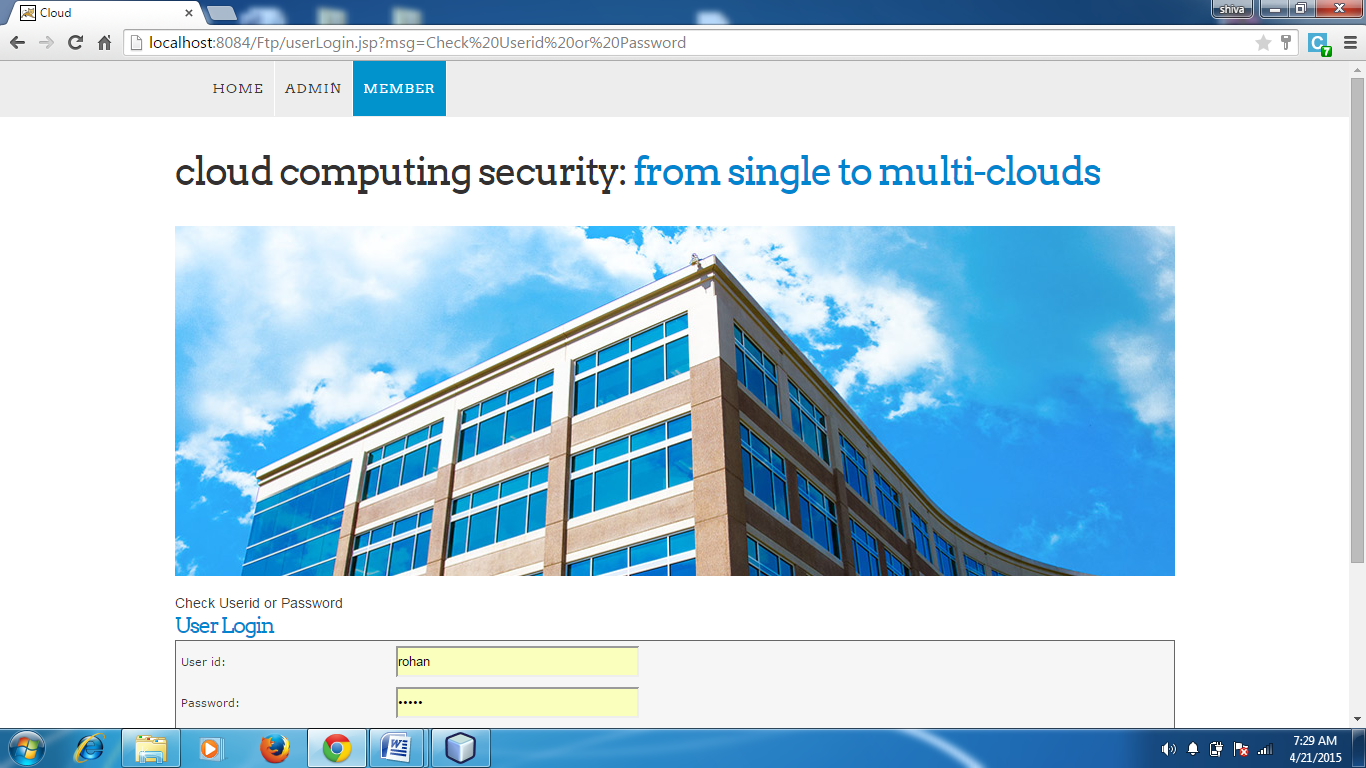 Cloud
shiva
localhost:8084/Ftp/userLogin.jsp?msg=Check%20Userid%20or%20Password
C 7
HOME ADMIN MEMBER
cloud computing security: from single to multi-clouds
Check Userid or Password
User Login
User id: rohan
Password: •••••
7:29 AM
4/21/2015